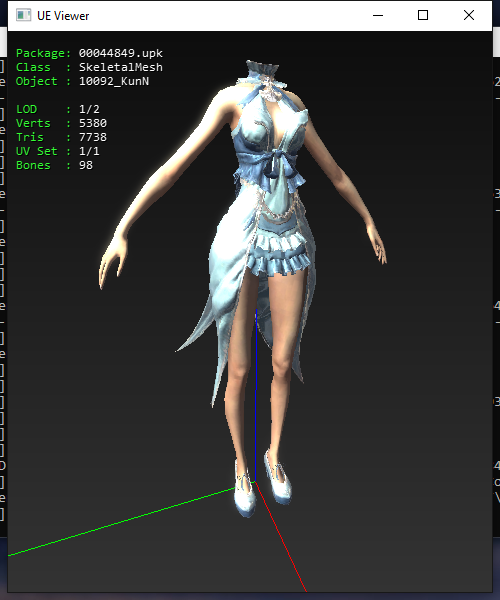 UE Viewer
Package: 00044849.upk
Class : SkeletalMesh
Object : 10092_KunN
LOD : 1/2
Verts : 5380
Tris : 7738
UV Set : 1/1
Bones : 98